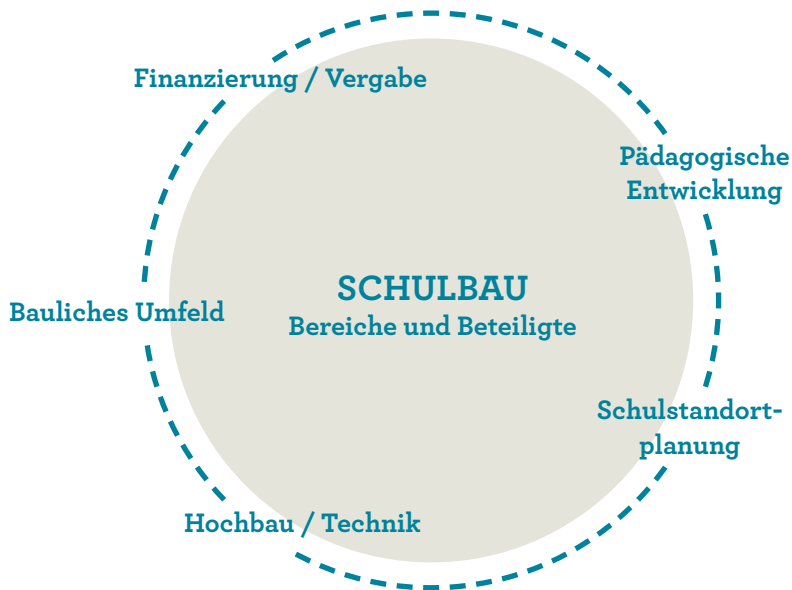 Finanzierung / Vergabe
Pädagogische
Entwicklung
SCHULBAU
Bereiche und Beteiligte
Bauliches Umfeld
Schulstandort-
planung
Hochbau / Technik